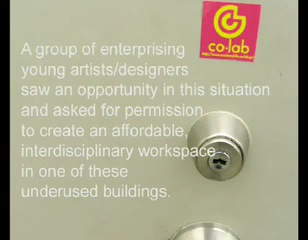 co-lab
A group of enterprising
young artists/designers
saw an opportunity in this situation
and asked for permission
to create an affordable,
interdisciplinary workspace
in one of these
underused buildings.